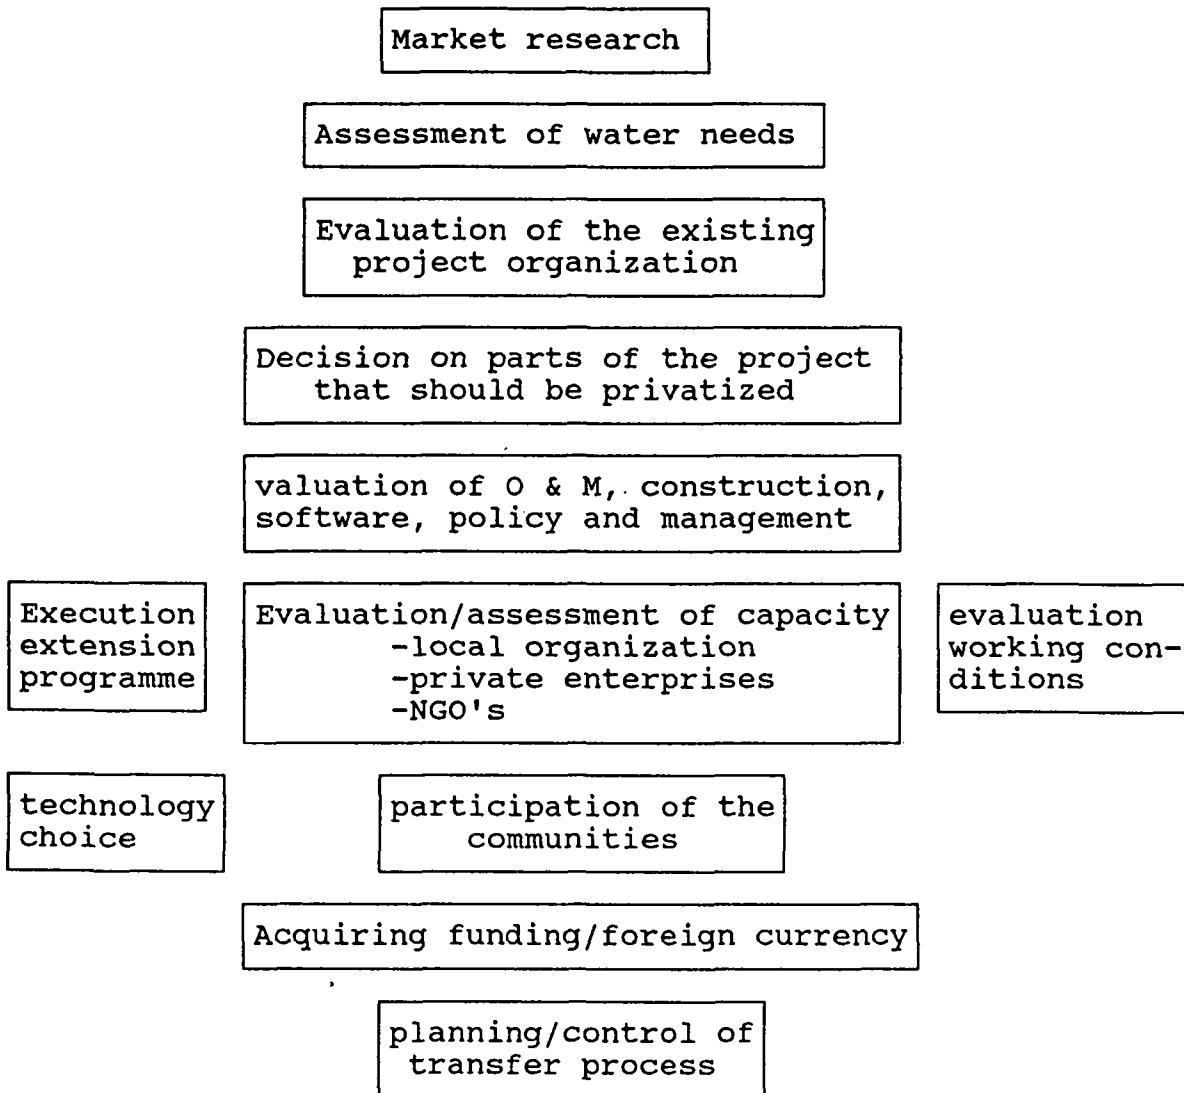 Market research
Assessment of water needs
Evaluation of the existing
project organization
Decision on parts of the project
that should be privatized
valuation of O & M, construction,
software, policy and management
Execution
extension
programme
Evaluation/assessment of capacity
-local organization
-private enterprises
-NGO's
evaluation
working con-
ditions
technology
choice
participation of the
communities
Acquiring funding/foreign currency
planning/control of
transfer process